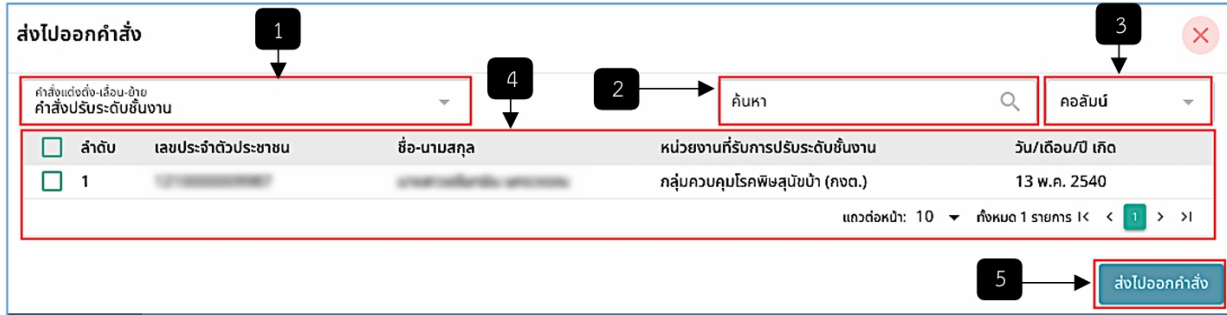 ส่งไปออกคำสั่ง
1
3
คำสั่งแต่งตั้ง-เลื่อน-ย้าย
คำสั่งปรับระดับชั้นงาน
4
2
ค้นหา
คอลัมน์
ลำดับ เลขประจำตัวประชาชน ชื่อ-นามสกุล หน่วยงานที่รับการปรับระดับชั้นงาน วัน/เดือน/ปี เกิด
1 กลุ่มควบคุมโรคพิษสุนัขบ้า (กงต.) 13 พ.ค. 2540
แถวต่อหน้า: 10 ทั้งหมด 1 รายการ 1
5
ส่งไปออกคำสั่ง